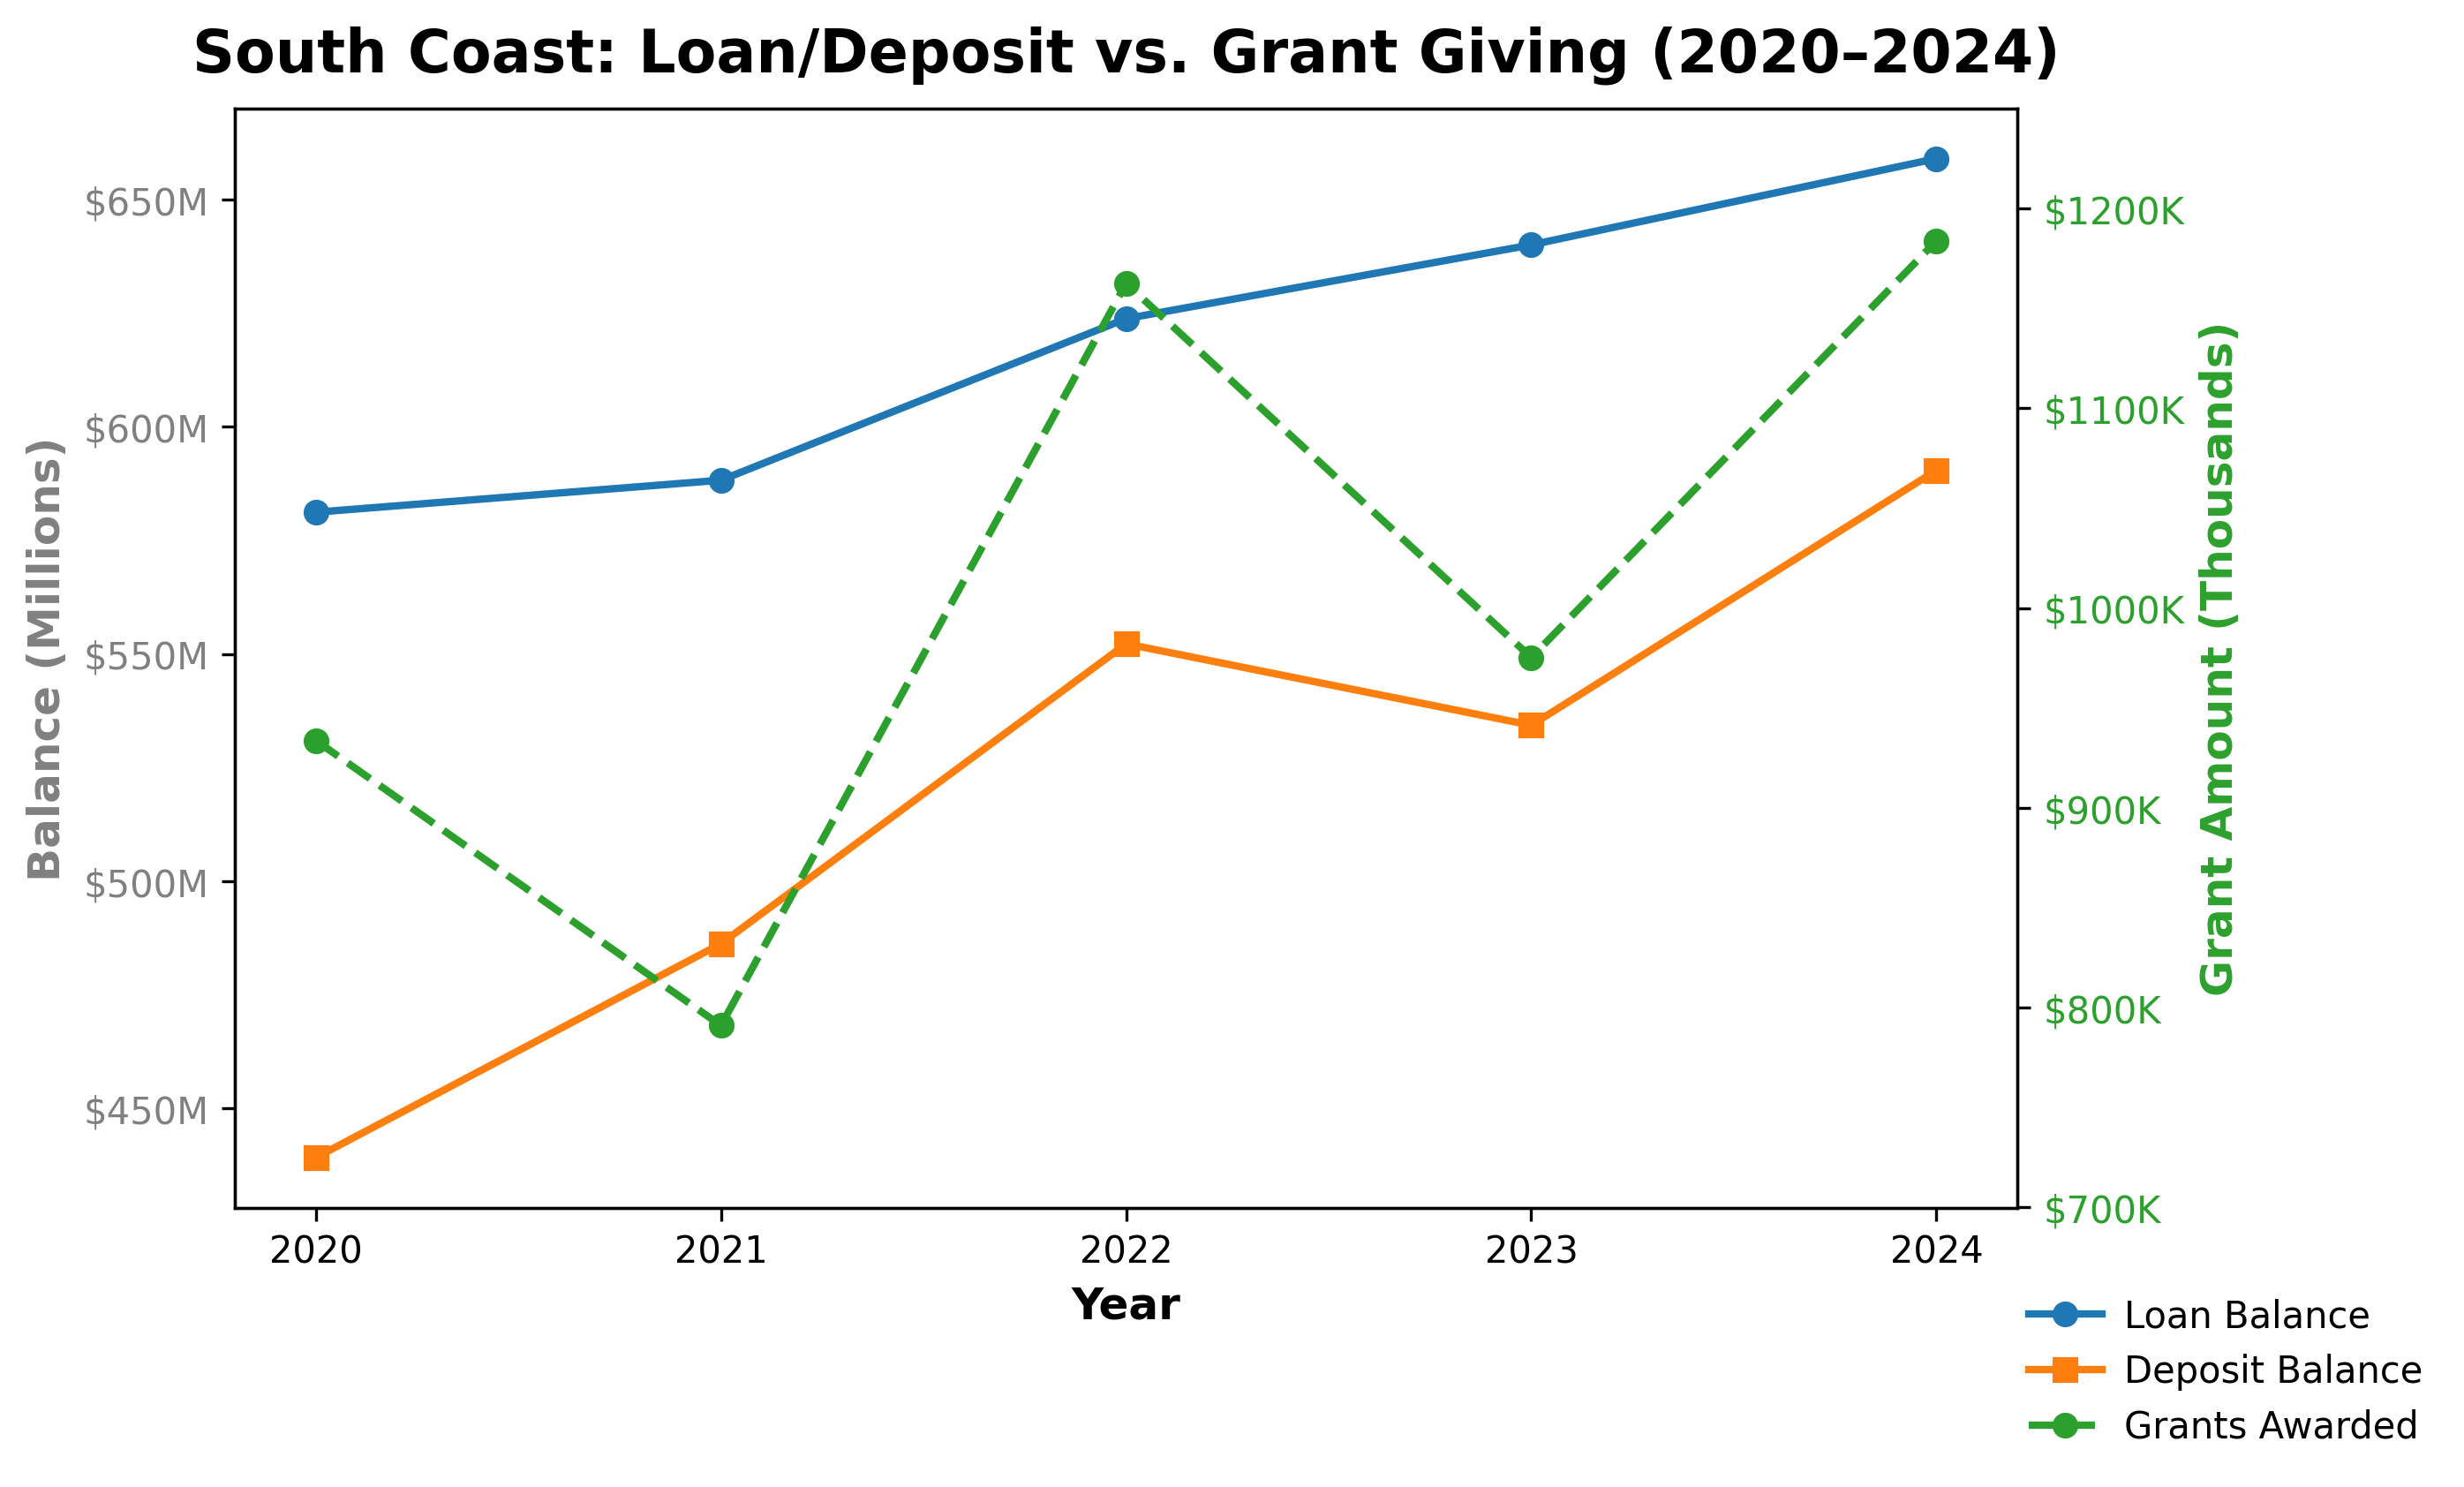 South Coast: Loan/Deposit vs. Grant Giving (2020–2024)
Balance (Millions)
$650M
$600M
$550M
$500M
$450M
$1200K
$1100K
$1000K
$900K
$800K
$700K
Grant Amount (Thousands)
2020 2021 2022 2023 2024
Year
Loan Balance
Deposit Balance
Grants Awarded